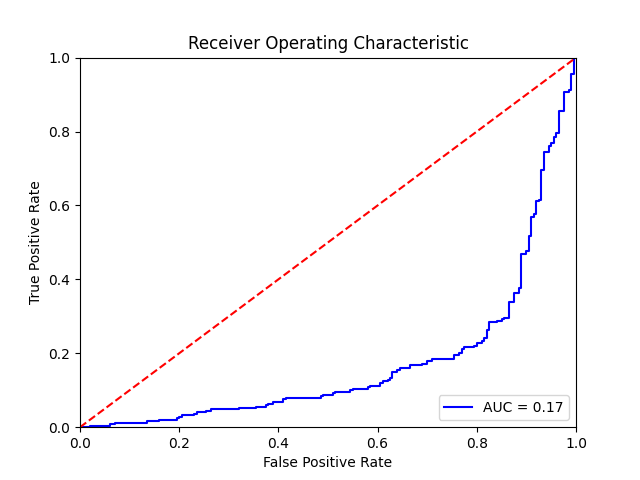 Receiver Operating Characteristic
True Positive Rate
1.0
0.8
0.6
0.4
0.2
0.0
AUC = 0.17
0.0 0.2 0.4 0.6 0.8 1.0
False Positive Rate